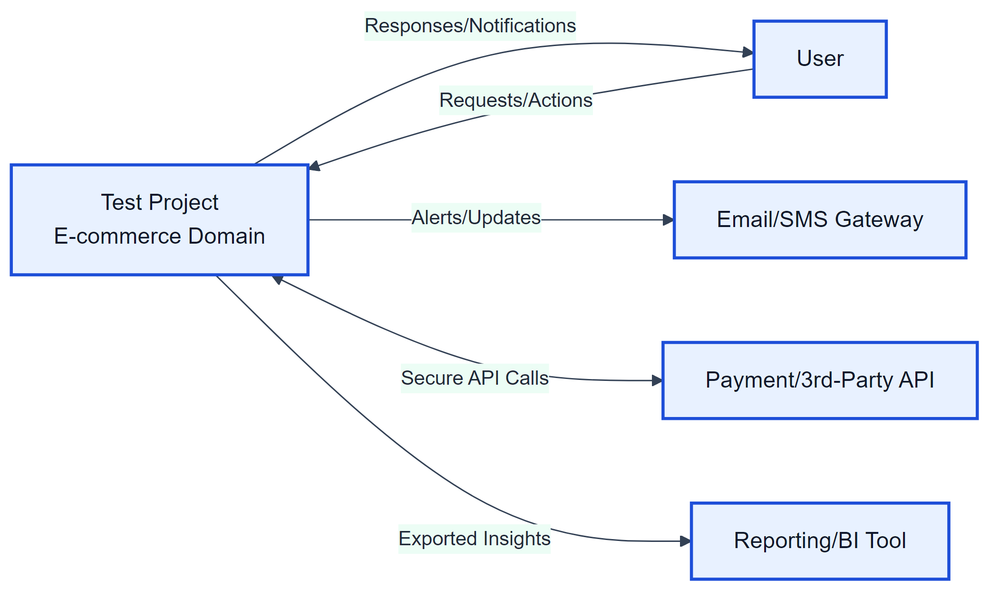 Responses/Notifications
User
Requests/Actions
Test Project
E-commerce Domain
Alerts/Updates
Email/SMS Gateway
Secure API Calls
Payment/3rd-Party API
Exported Insights
Reporting/BI Tool